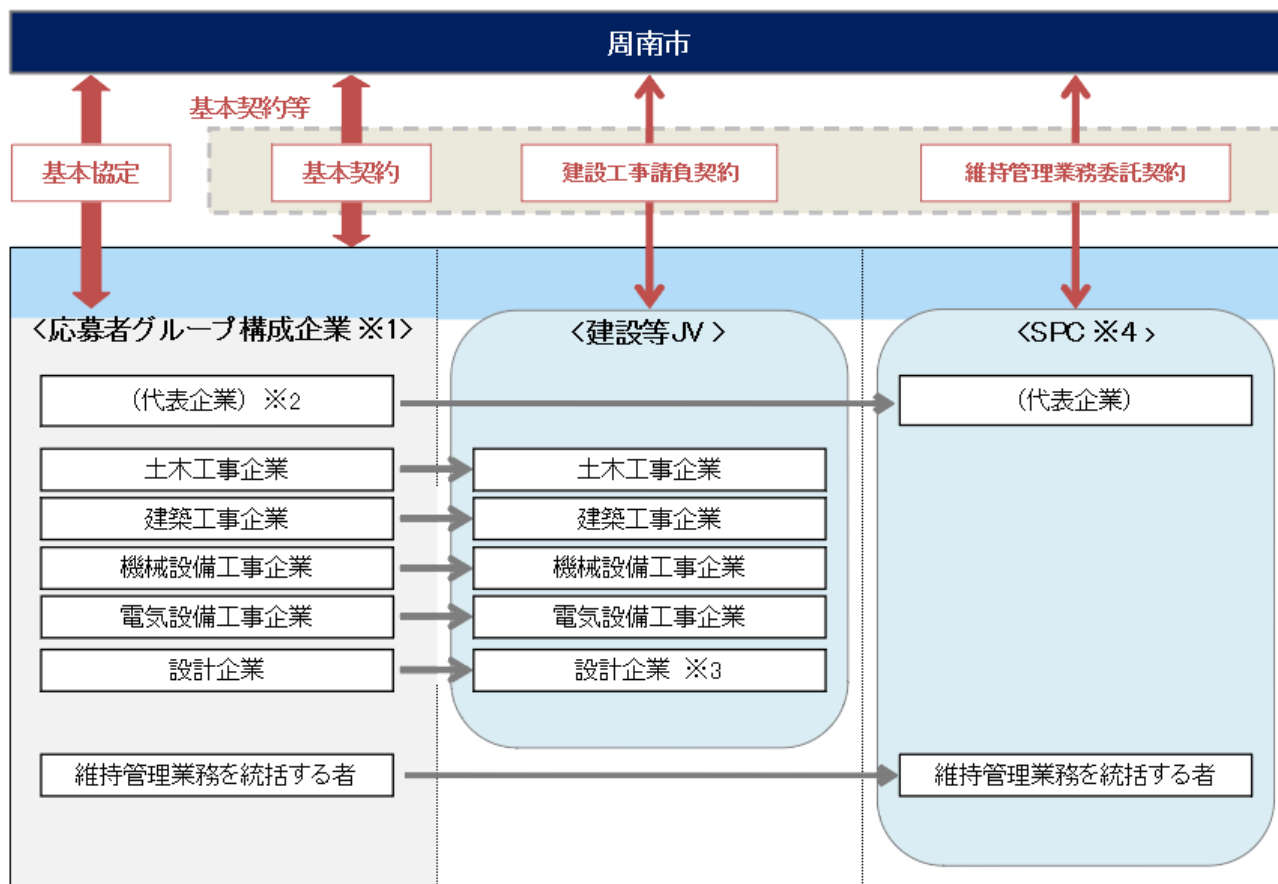 周南市
基本契約等
基本協定
基本契約
建設工事請負契約
維持管理業務委託契約
<応募者グループ構成企業 ※1>
<建設等JV >
<SPC ※4 >
(代表企業) ※2
(代表企業)
土木工事企業
土木工事企業
建築工事企業
建築工事企業
機械設備工事企業
機械設備工事企業
電気設備工事企業
電気設備工事企業
設計企業
設計企業 ※3
維持管理業務を統括する者
維持管理業務を統括する者